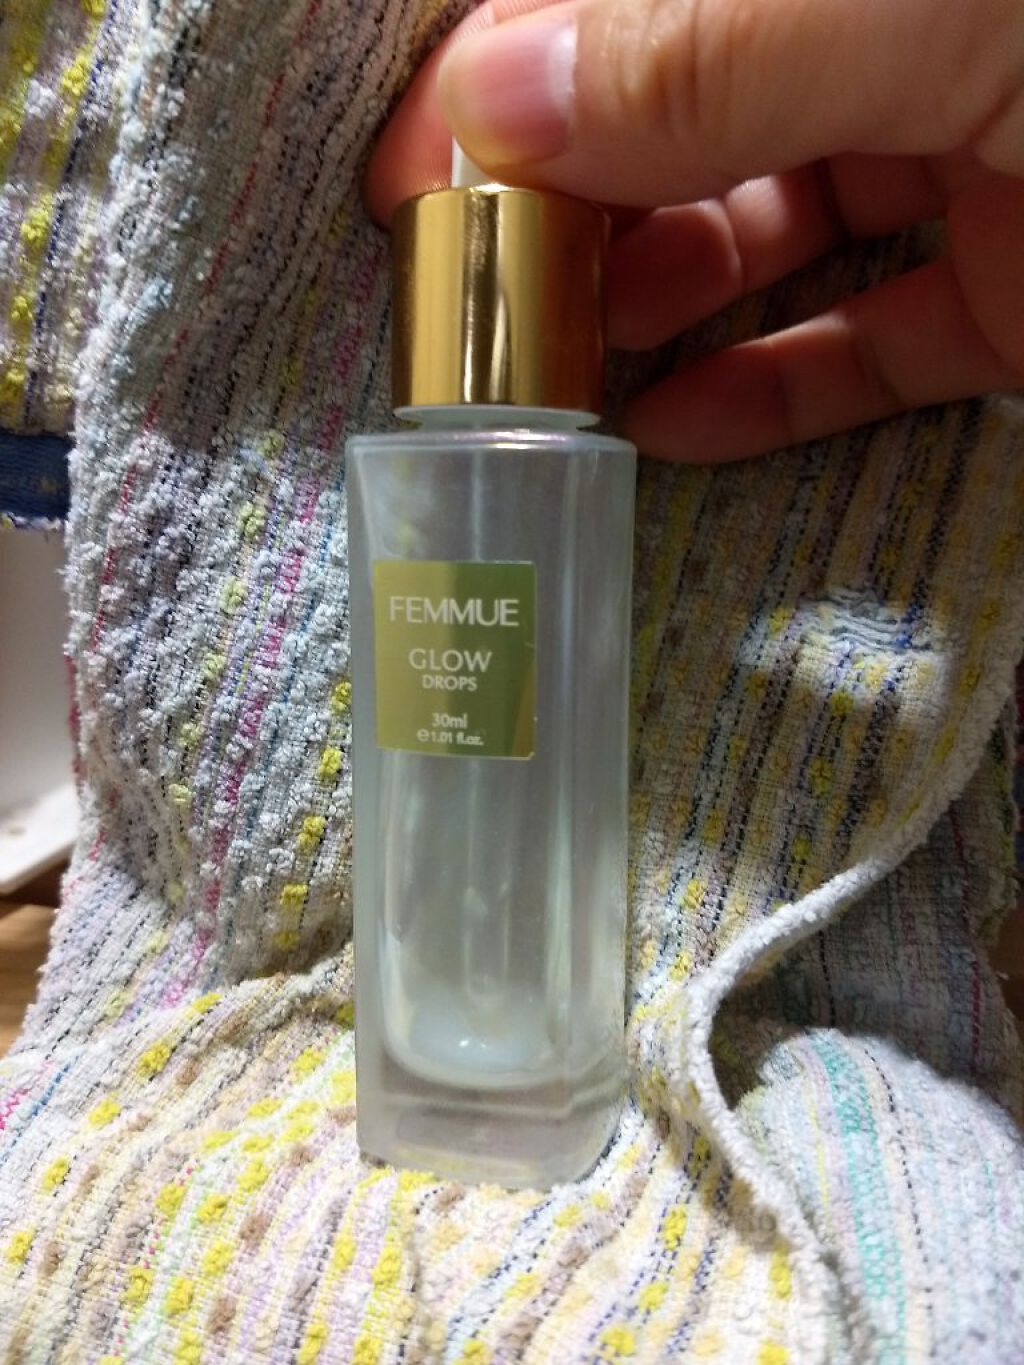 FEMMUE
GLOW
DROPS
30ml
℮1.01 fl.oz.